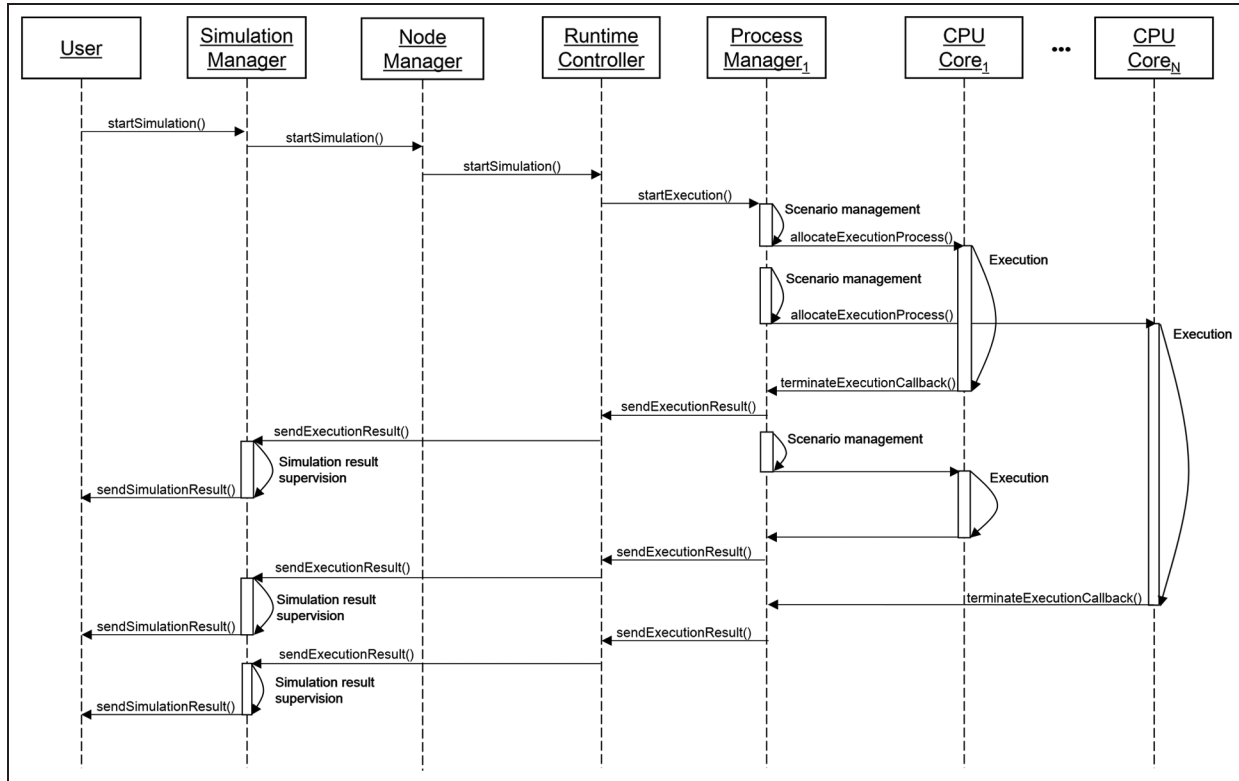 User
Simulation
Manager
Node
Manager
Runtime
Controller
Process
Manager1
CPU
Core1
...
CPU
CoreN
startSimulation()
startSimulation()
startSimulation()
startExecution()
Scenario management
allocateExecutionProcess()
Execution
Scenario management
allocateExecutionProcess()
Execution
terminateExecutionCallback()
sendExecutionResult()
sendExecutionResult()
Scenario management
Simulation result
supervision
Execution
sendSimulationResult()
sendExecutionResult()
sendExecutionResult()
Simulation result
supervision
terminateExecutionCallback()
sendSimulationResult()
sendExecutionResult()
sendExecutionResult()
Simulation result
supervision
sendSimulationResult()